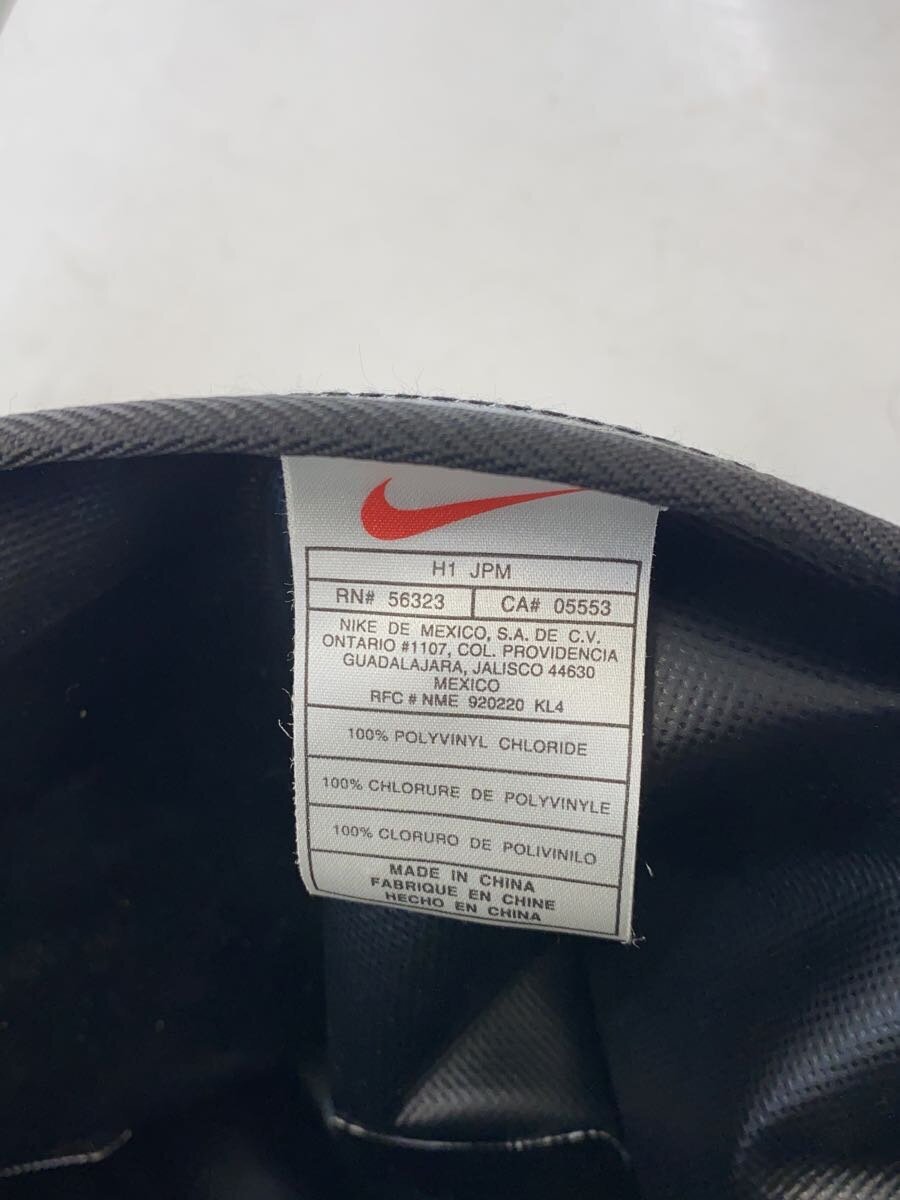 H1 JPM
RN# 56323
CA# 05553
NIKE DE MEXICO, S.A. DE C.V.
ONTARIO #1107, COL. PROVIDENCIA
GUADALAJARA, JALISCO 44630
MEXICO
RFC # NME 920220 KL4
100% POLYVINYL CHLORIDE
100% CHLORURE DE POLYVINYLE
100% CLORURO DE POLIVINILO
MADE IN CHINA
FABRIQUE EN CHINE
HECHO EN CHINA